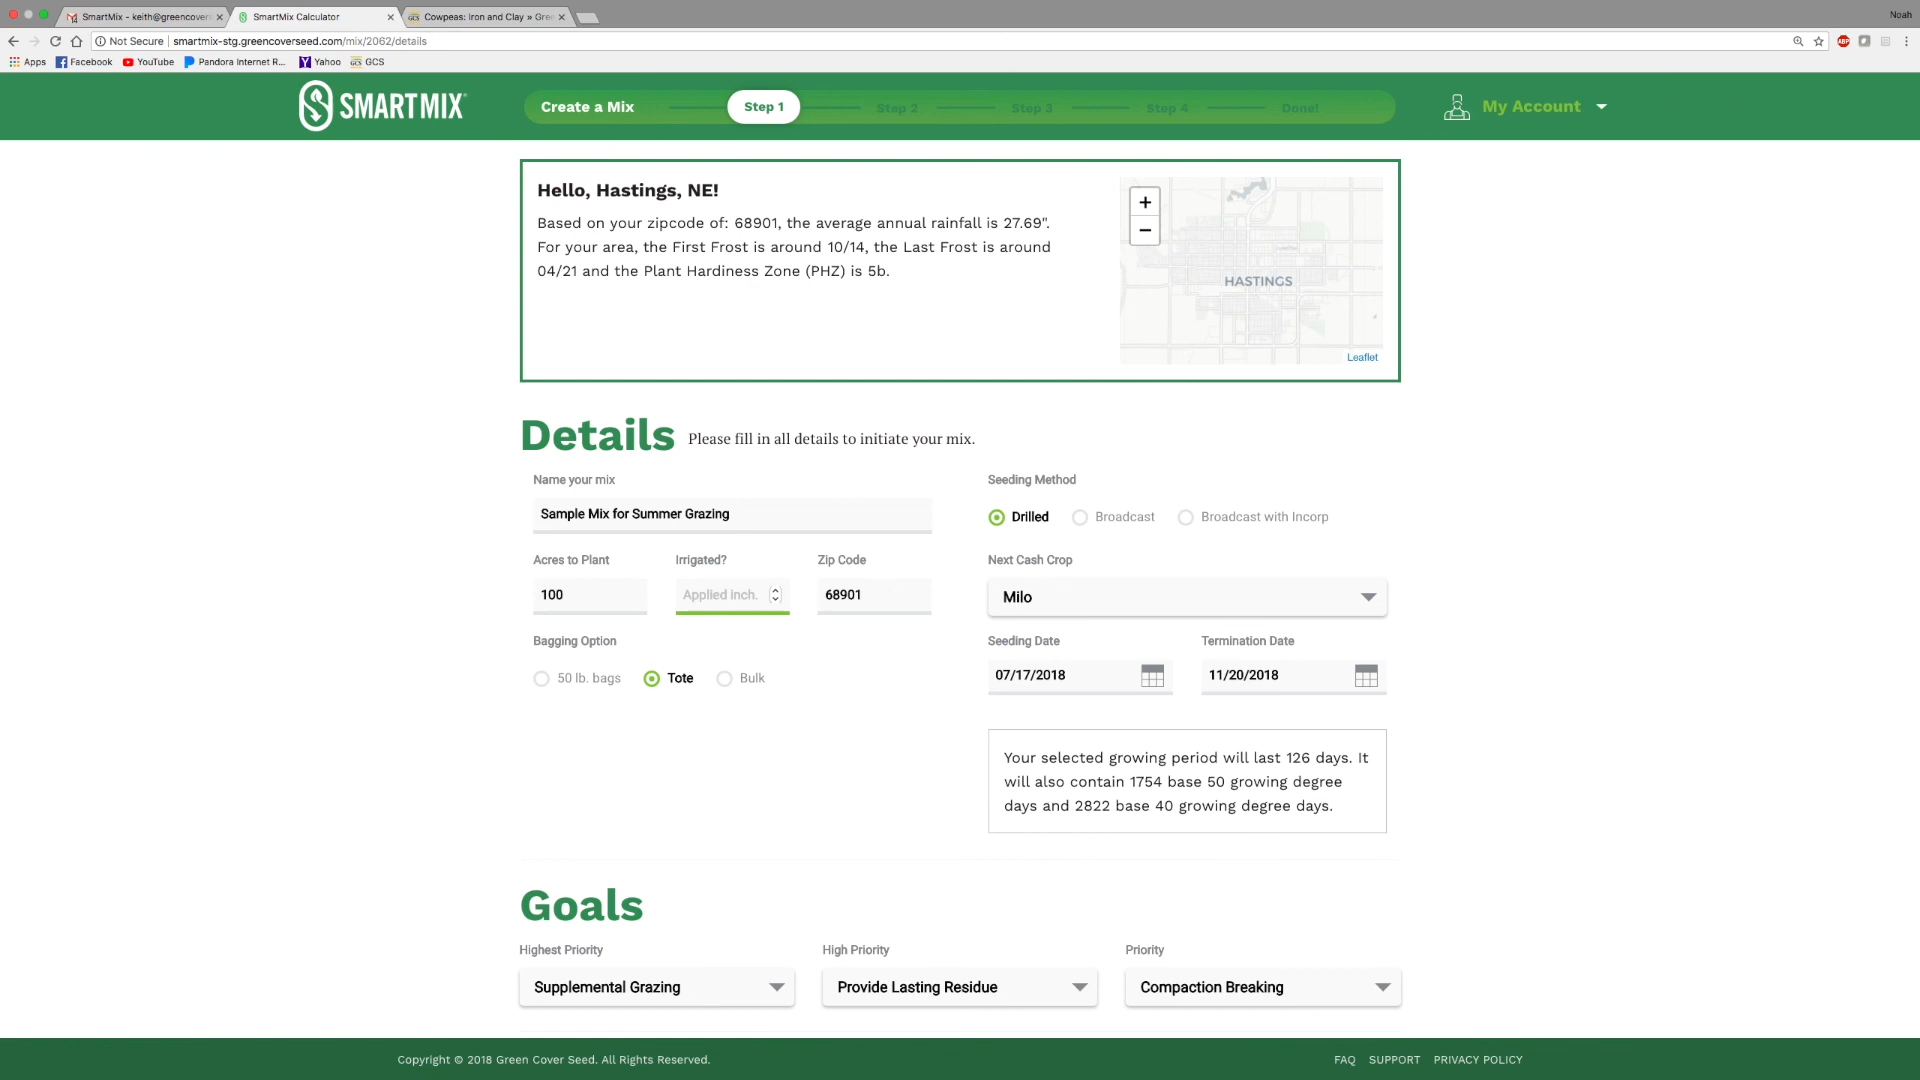 SmartMix - keith@greencovers
SmartMix Calculator
Cowpeas: Iron and Clay » Gree
Noah
Not Secure | smartmix-stg.greencoverseed.com/mix/2062/details
Apps Facebook YouTube Pandora Internet R... Yahoo GCS
SMARTMIX
Create a Mix Step 1 Step 2 Step 3 Step 4 Done!
My Account
Hello, Hastings, NE!
Based on your zipcode of: 68901, the average annual rainfall is 27.69".
For your area, the First Frost is around 10/14, the Last Frost is around
04/21 and the Plant Hardiness Zone (PHZ) is 5b.
+
−
HASTINGS
Leaflet
Details Please fill in all details to initiate your mix.
Name your mix
Sample Mix for Summer Grazing
Seeding Method
Drilled Broadcast Broadcast with Incorp
Acres to Plant Irrigated? Zip Code
100 Applied inch. 68901
Next Cash Crop
Milo
Bagging Option
50 lb. bags Tote Bulk
Seeding Date Termination Date
07/17/2018 11/20/2018
Your selected growing period will last 126 days. It
will also contain 1754 base 50 growing degree
days and 2822 base 40 growing degree days.
Goals
Highest Priority High Priority Priority
Supplemental Grazing Provide Lasting Residue Compaction Breaking
Copyright © 2018 Green Cover Seed. All Rights Reserved.
FAQ SUPPORT PRIVACY POLICY